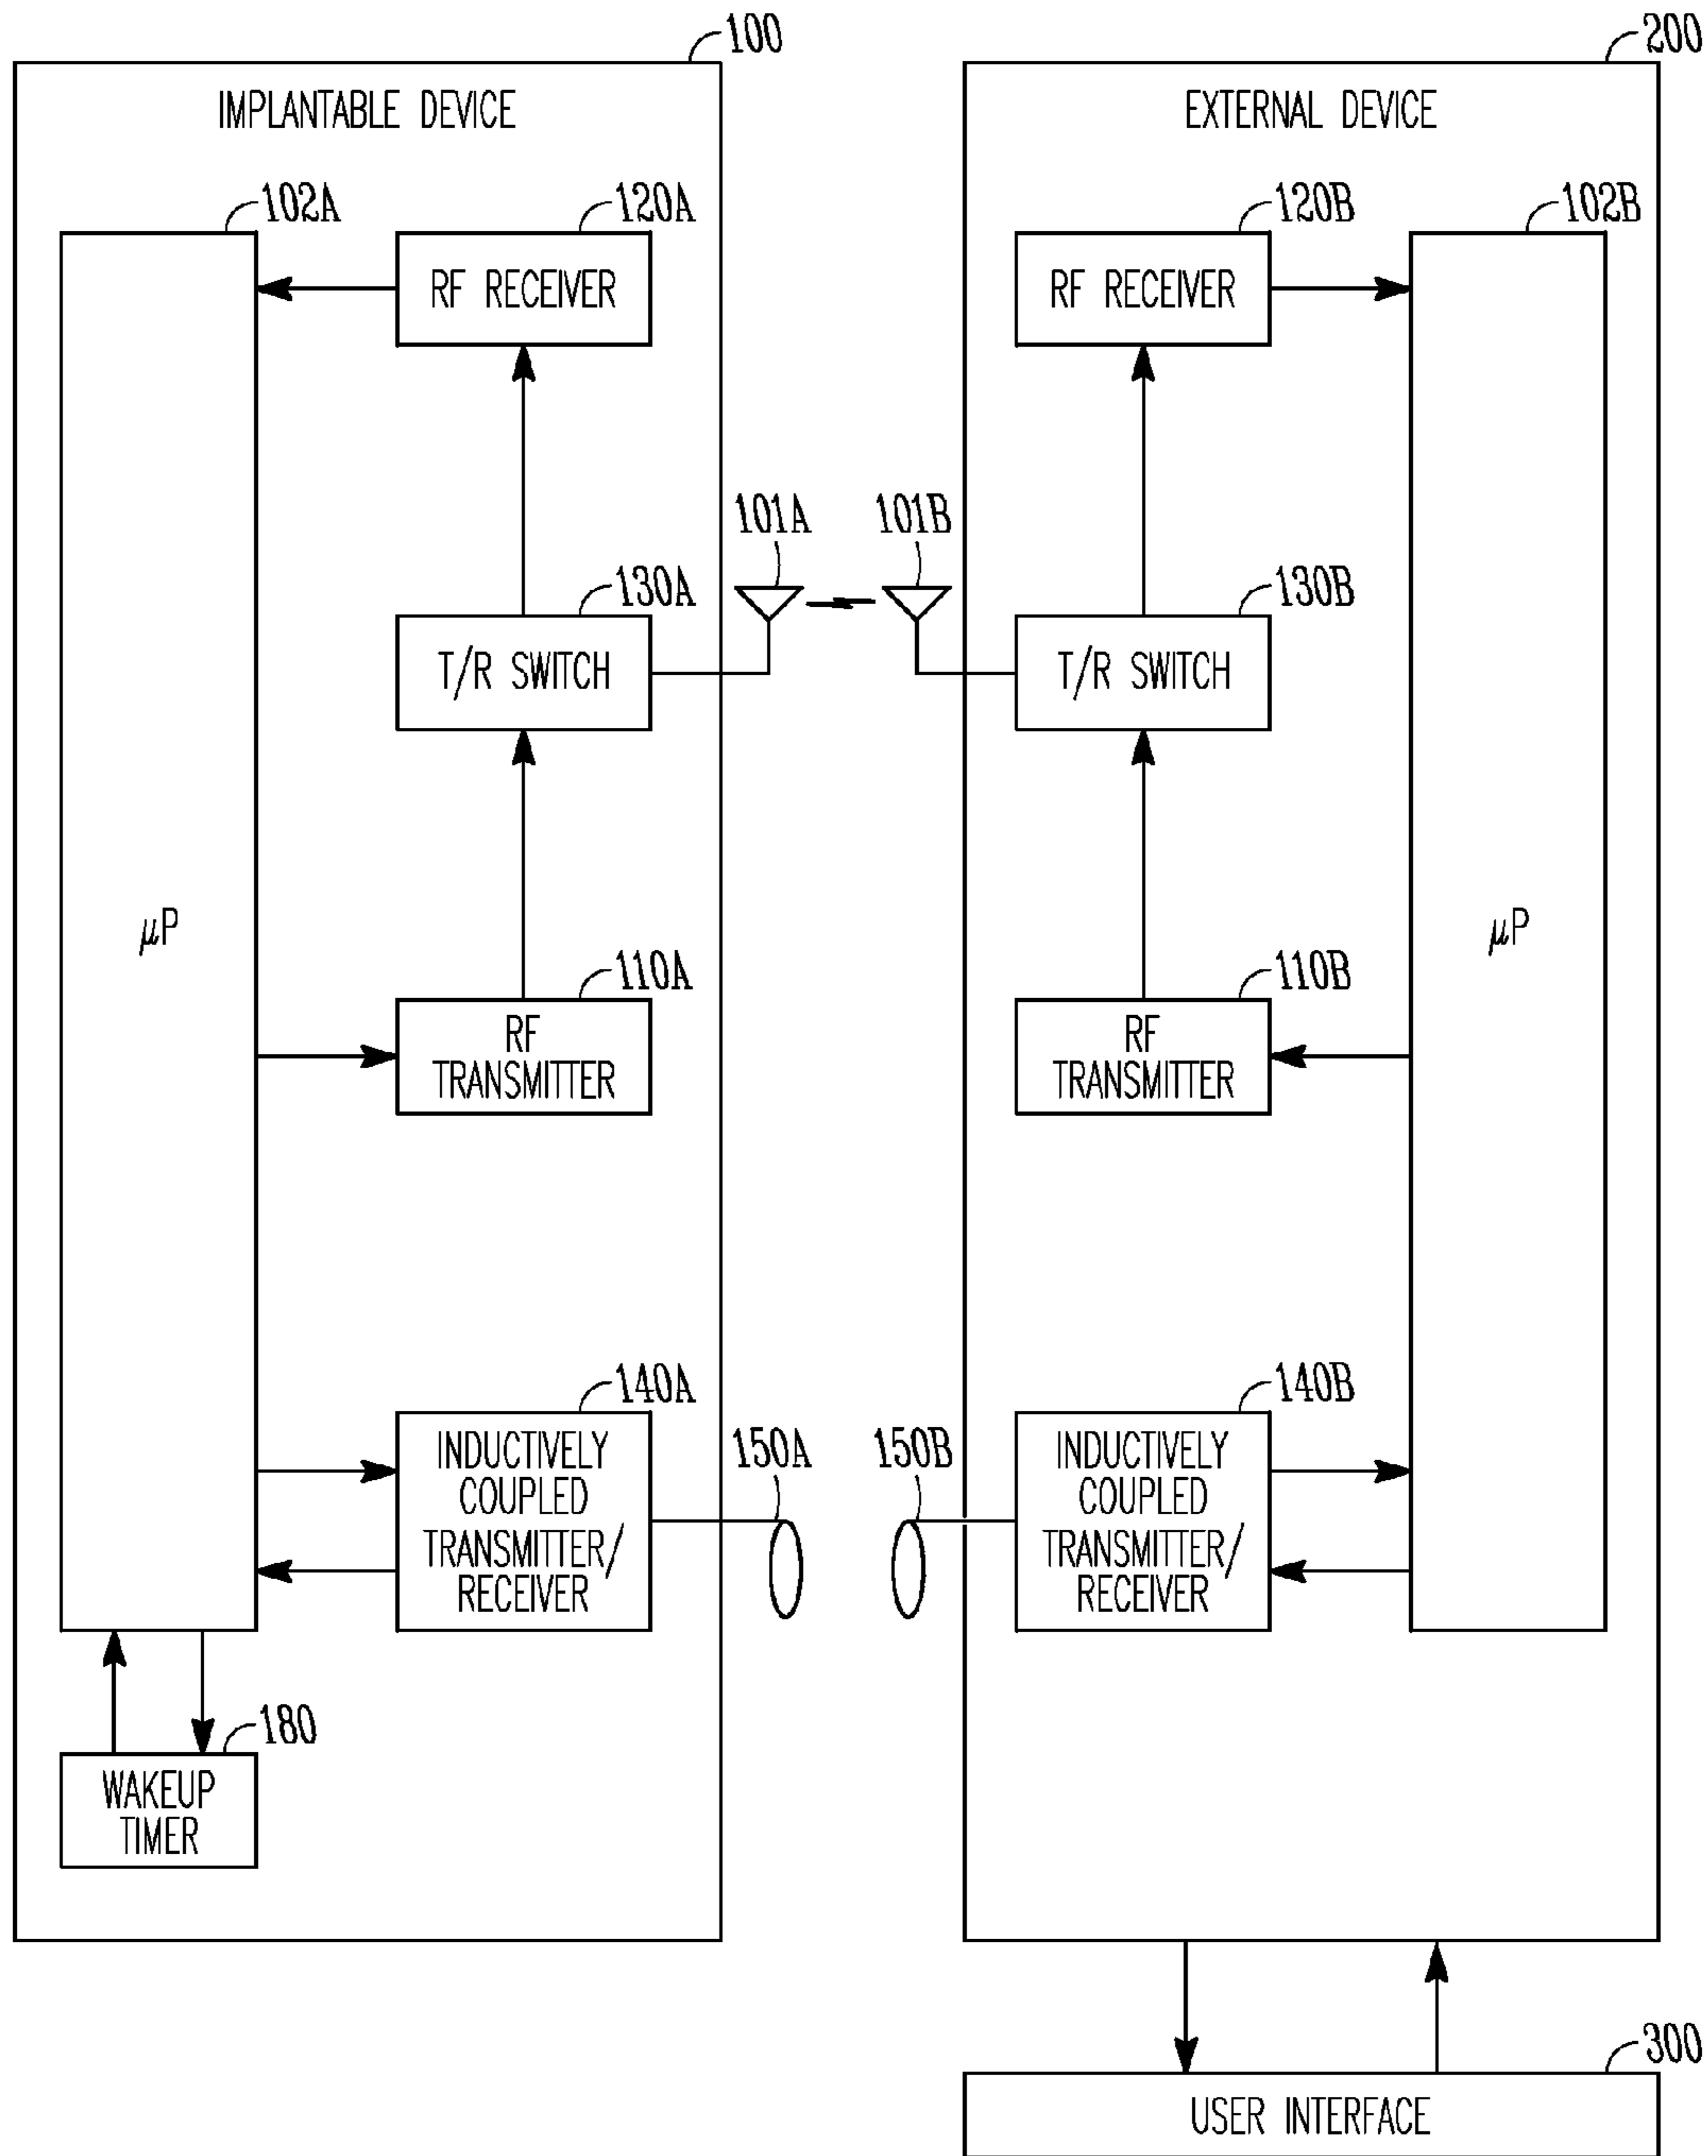 100
200
IMPLANTABLE DEVICE
EXTERNAL DEVICE
102A
120A
120B
102B
RF RECEIVER
RF RECEIVER
101A
101B
130A
130B
T/R SWITCH
T/R SWITCH
μP
μP
110A
110B
RF
TRANSMITTER
RF
TRANSMITTER
140A
140B
150A
150B
INDUCTIVELY
COUPLED
TRANSMITTER/
RECEIVER
INDUCTIVELY
COUPLED
TRANSMITTER/
RECEIVER
180
WAKEUP
TIMER
300
USER INTERFACE